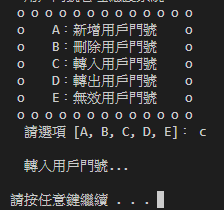 o o o o o o o o o o o o o
o A：新增用戶門號 o
o B：刪除用戶門號 o
o C：轉入用戶門號 o
o D：轉出用戶門號 o
o E：無效用戶門號 o
o o o o o o o o o o o o o
請選項 [A, B, C, D, E]： c
轉入用戶門號...
請按任意鍵繼續 . . .